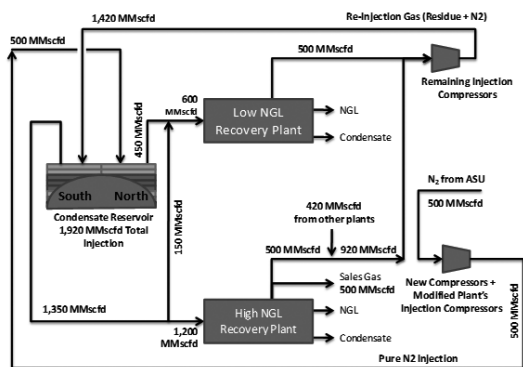 1,420 MMscfd
Re-Injection Gas (Residue + N2)
500 MMscfd
500 MMscfd
Remaining Injection
Compressors
600
MMscfd
Low NGL
Recovery Plant
NGL
Condensate
450 MMscfd
South
North
Condensate Reservoir
1,920 MMscfd Total
Injection
150 MMscfd
N2 from ASU
500 MMscfd
420 MMscfd
from other plants
500 MMscfd
920 MMscfd
Sales Gas
500 MMscfd
New Compressors +
Modified Plant's
Injection Compressors
1,350 MMscfd
1,200
MMscfd
High NGL
Recovery Plant
NGL
Condensate
500 MMscfd
Pure N2 Injection